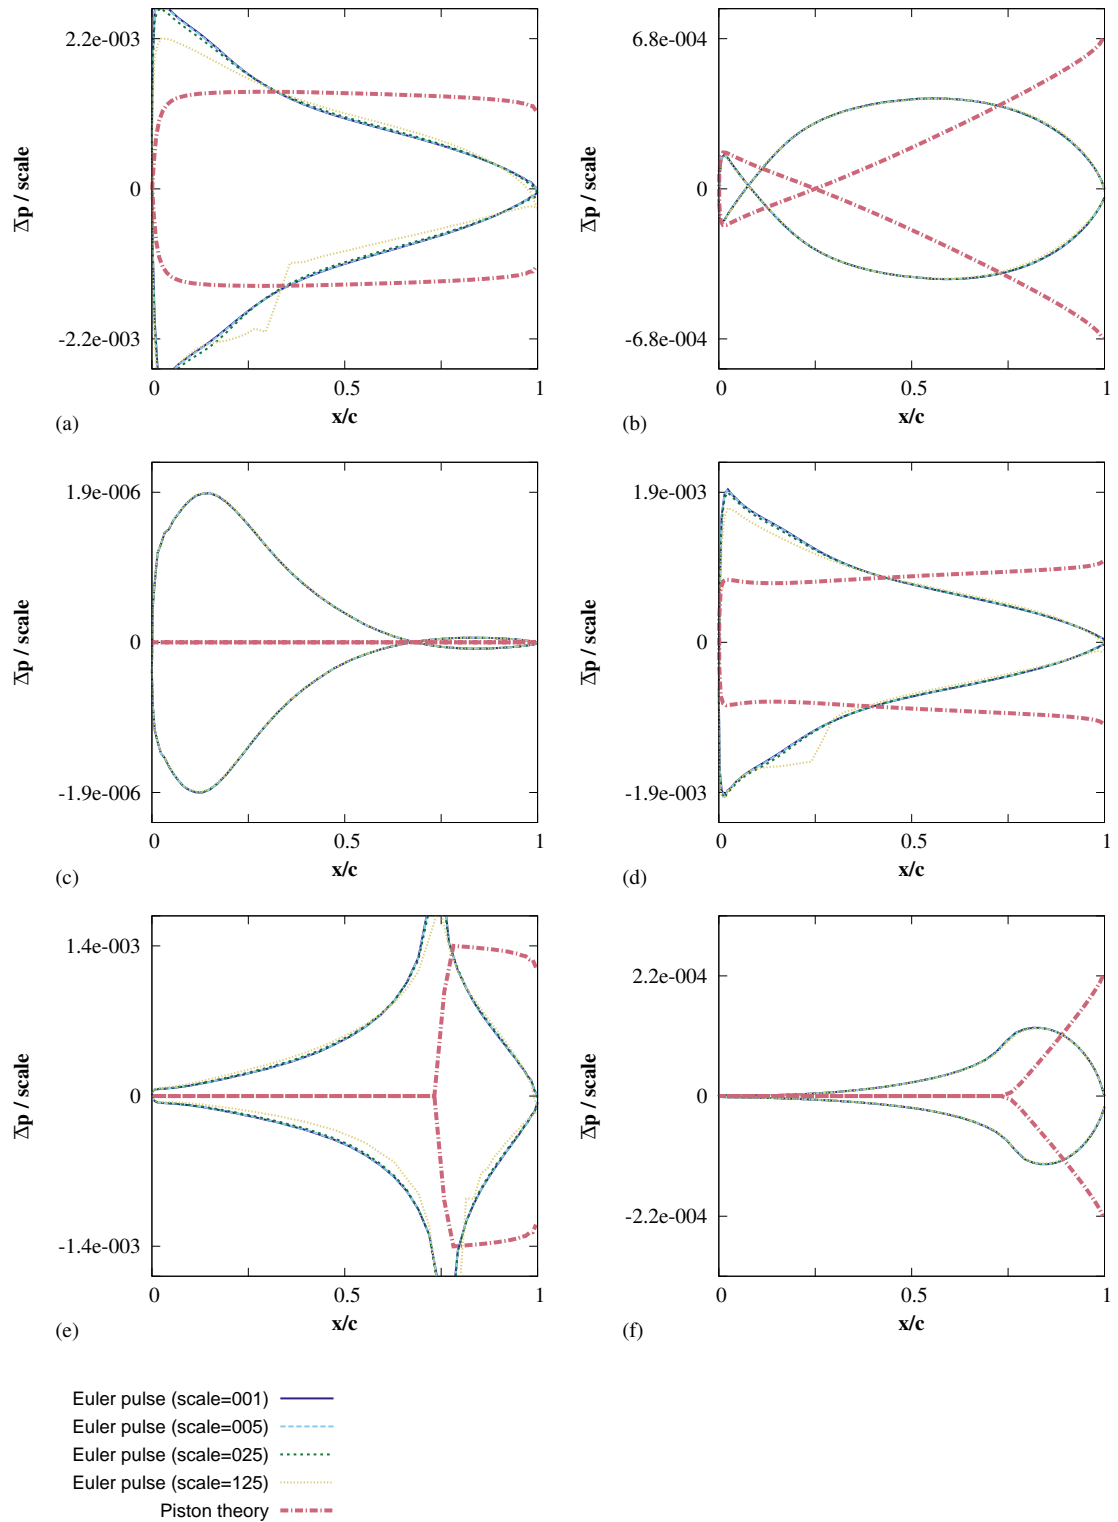 2.2e-003
0
-2.2e-003
Δp / scale
0
0.5
1
x/c
(a)
6.8e-004
0
-6.8e-004
Δp / scale
0
0.5
1
x/c
(b)
1.9e-006
0
-1.9e-006
Δp / scale
0
0.5
1
x/c
(c)
1.9e-003
0
-1.9e-003
Δp / scale
0
0.5
1
x/c
(d)
1.4e-003
0
-1.4e-003
Δp / scale
0
0.5
1
x/c
(e)
2.2e-004
0
-2.2e-004
Δp / scale
0
0.5
1
x/c
(f)
Euler pulse (scale=001)
Euler pulse (scale=005)
Euler pulse (scale=025)
Euler pulse (scale=125)
Piston theory